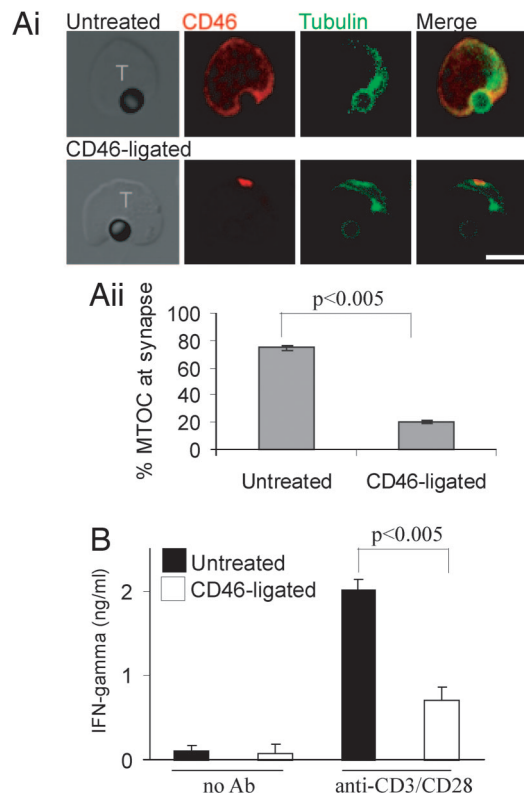 Ai
Untreated CD46 Tubulin Merge
T
CD46-ligated
T
Aii
p<0.005
% MTOC at synapse
100
80
60
40
20
0
Untreated CD46-ligated
B
Untreated
CD46-ligated
p<0.005
IFN-gamma (ng/ml)
2
1
0
no Ab anti-CD3/CD28